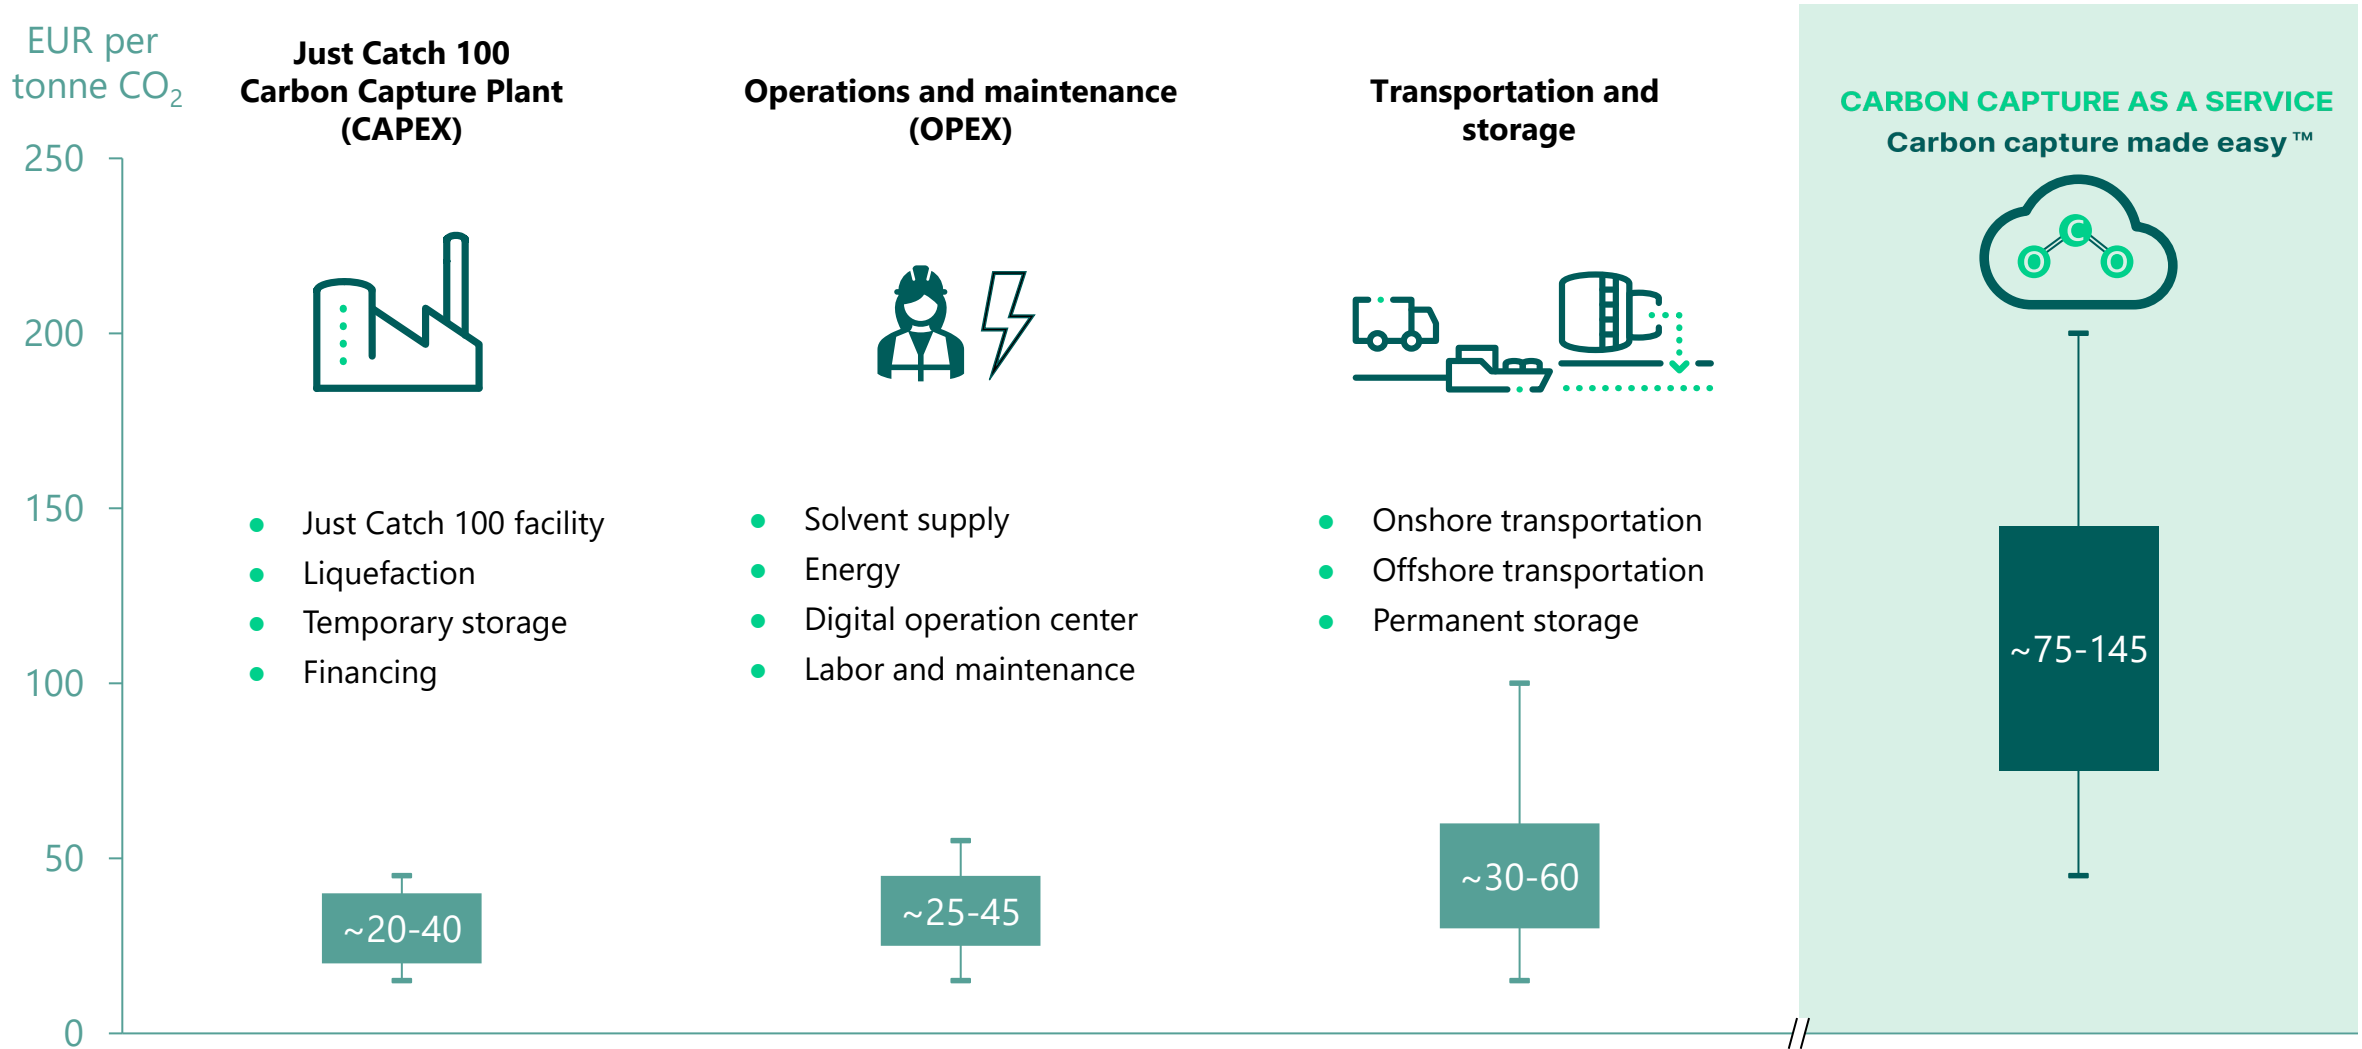 EUR per
tonne CO₂
250
200
150
100
50
0
Just Catch 100
Carbon Capture Plant
(CAPEX)
Just Catch 100 facility
Liquefaction
Temporary storage
Financing
~20-40
Operations and maintenance
(OPEX)
Solvent supply
Energy
Digital operation center
Labor and maintenance
~25-45
Transportation and
storage
Onshore transportation
Offshore transportation
Permanent storage
~30-60
CARBON CAPTURE AS A SERVICE
Carbon capture made easy™
C
O O
~75-145